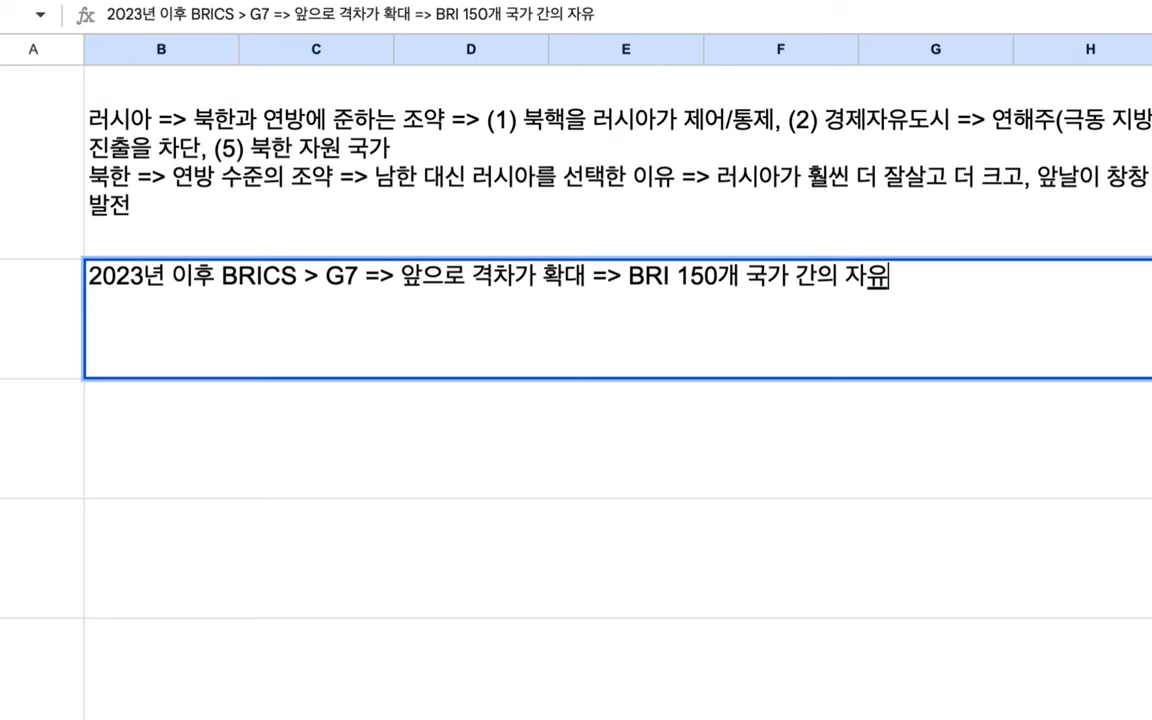 fx 2023년 이후 BRICS > G7 => 앞으로 격차가 확대 => BRI 150개 국가 간의 자유
A B C D E F G H
러시아 => 북한과 연방에 준하는 조약 => (1) 북핵을 러시아가 제어/통제, (2) 경제자유도시 => 연해주(극동 지방
진출을 차단, (5) 북한 자원 국가
북한 => 연방 수준의 조약 => 남한 대신 러시아를 선택한 이유 => 러시아가 훨씬 더 잘살고 더 크고, 앞날이 창창
발전
2023년 이후 BRICS > G7 => 앞으로 격차가 확대 => BRI 150개 국가 간의 자유